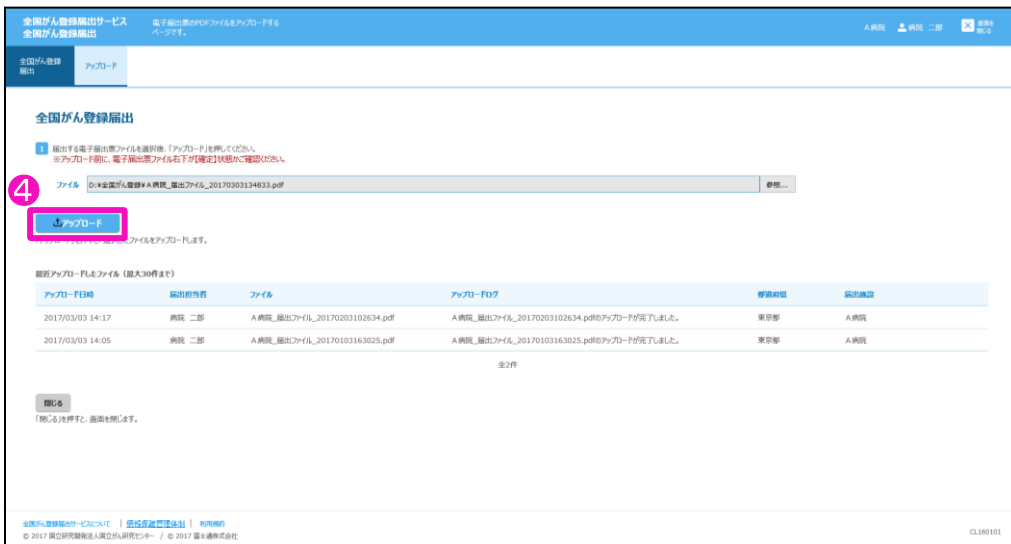 全国がん登録届出サービス
全国がん登録届出
電子届出票のPDFファイルをアップロードする
ページです。
A病院 病院 二郎 画面を
閉じる
全国がん登録
届出
アップロード
全国がん登録届出
1 届出する電子届出票ファイルを選択後、「アップロード」を押してください。
※アップロード前に、電子届出票ファイル右下が【確定】状態かご確認ください。
4
ファイル D:¥全国がん登録¥A病院_届出ファイル_20170303134833.pdf 参照...
アップロード
ファイルをアップロードします。
最近アップロードしたファイル（最大30件まで）
アップロード日時 届出担当者 ファイル アップロードログ 都道府県 届出施設
2017/03/03 14:17 病院 二郎 A病院_届出ファイル_20170203102634.pdf A病院_届出ファイル_20170203102634.pdfのアップロードが完了しました。 東京都 A病院
2017/03/03 14:05 病院 二郎 A病院_届出ファイル_20170103163025.pdf A病院_届出ファイル_20170103163025.pdfのアップロードが完了しました。 東京都 A病院
全2件
閉じる
「閉じる」を押すと、画面を閉じます。
全国がん登録届出サービスについて | 情報保護管理体制 | 利用規約
© 2017 国立研究開発法人国立がん研究センター / © 2017 富士通株式会社
CL160101